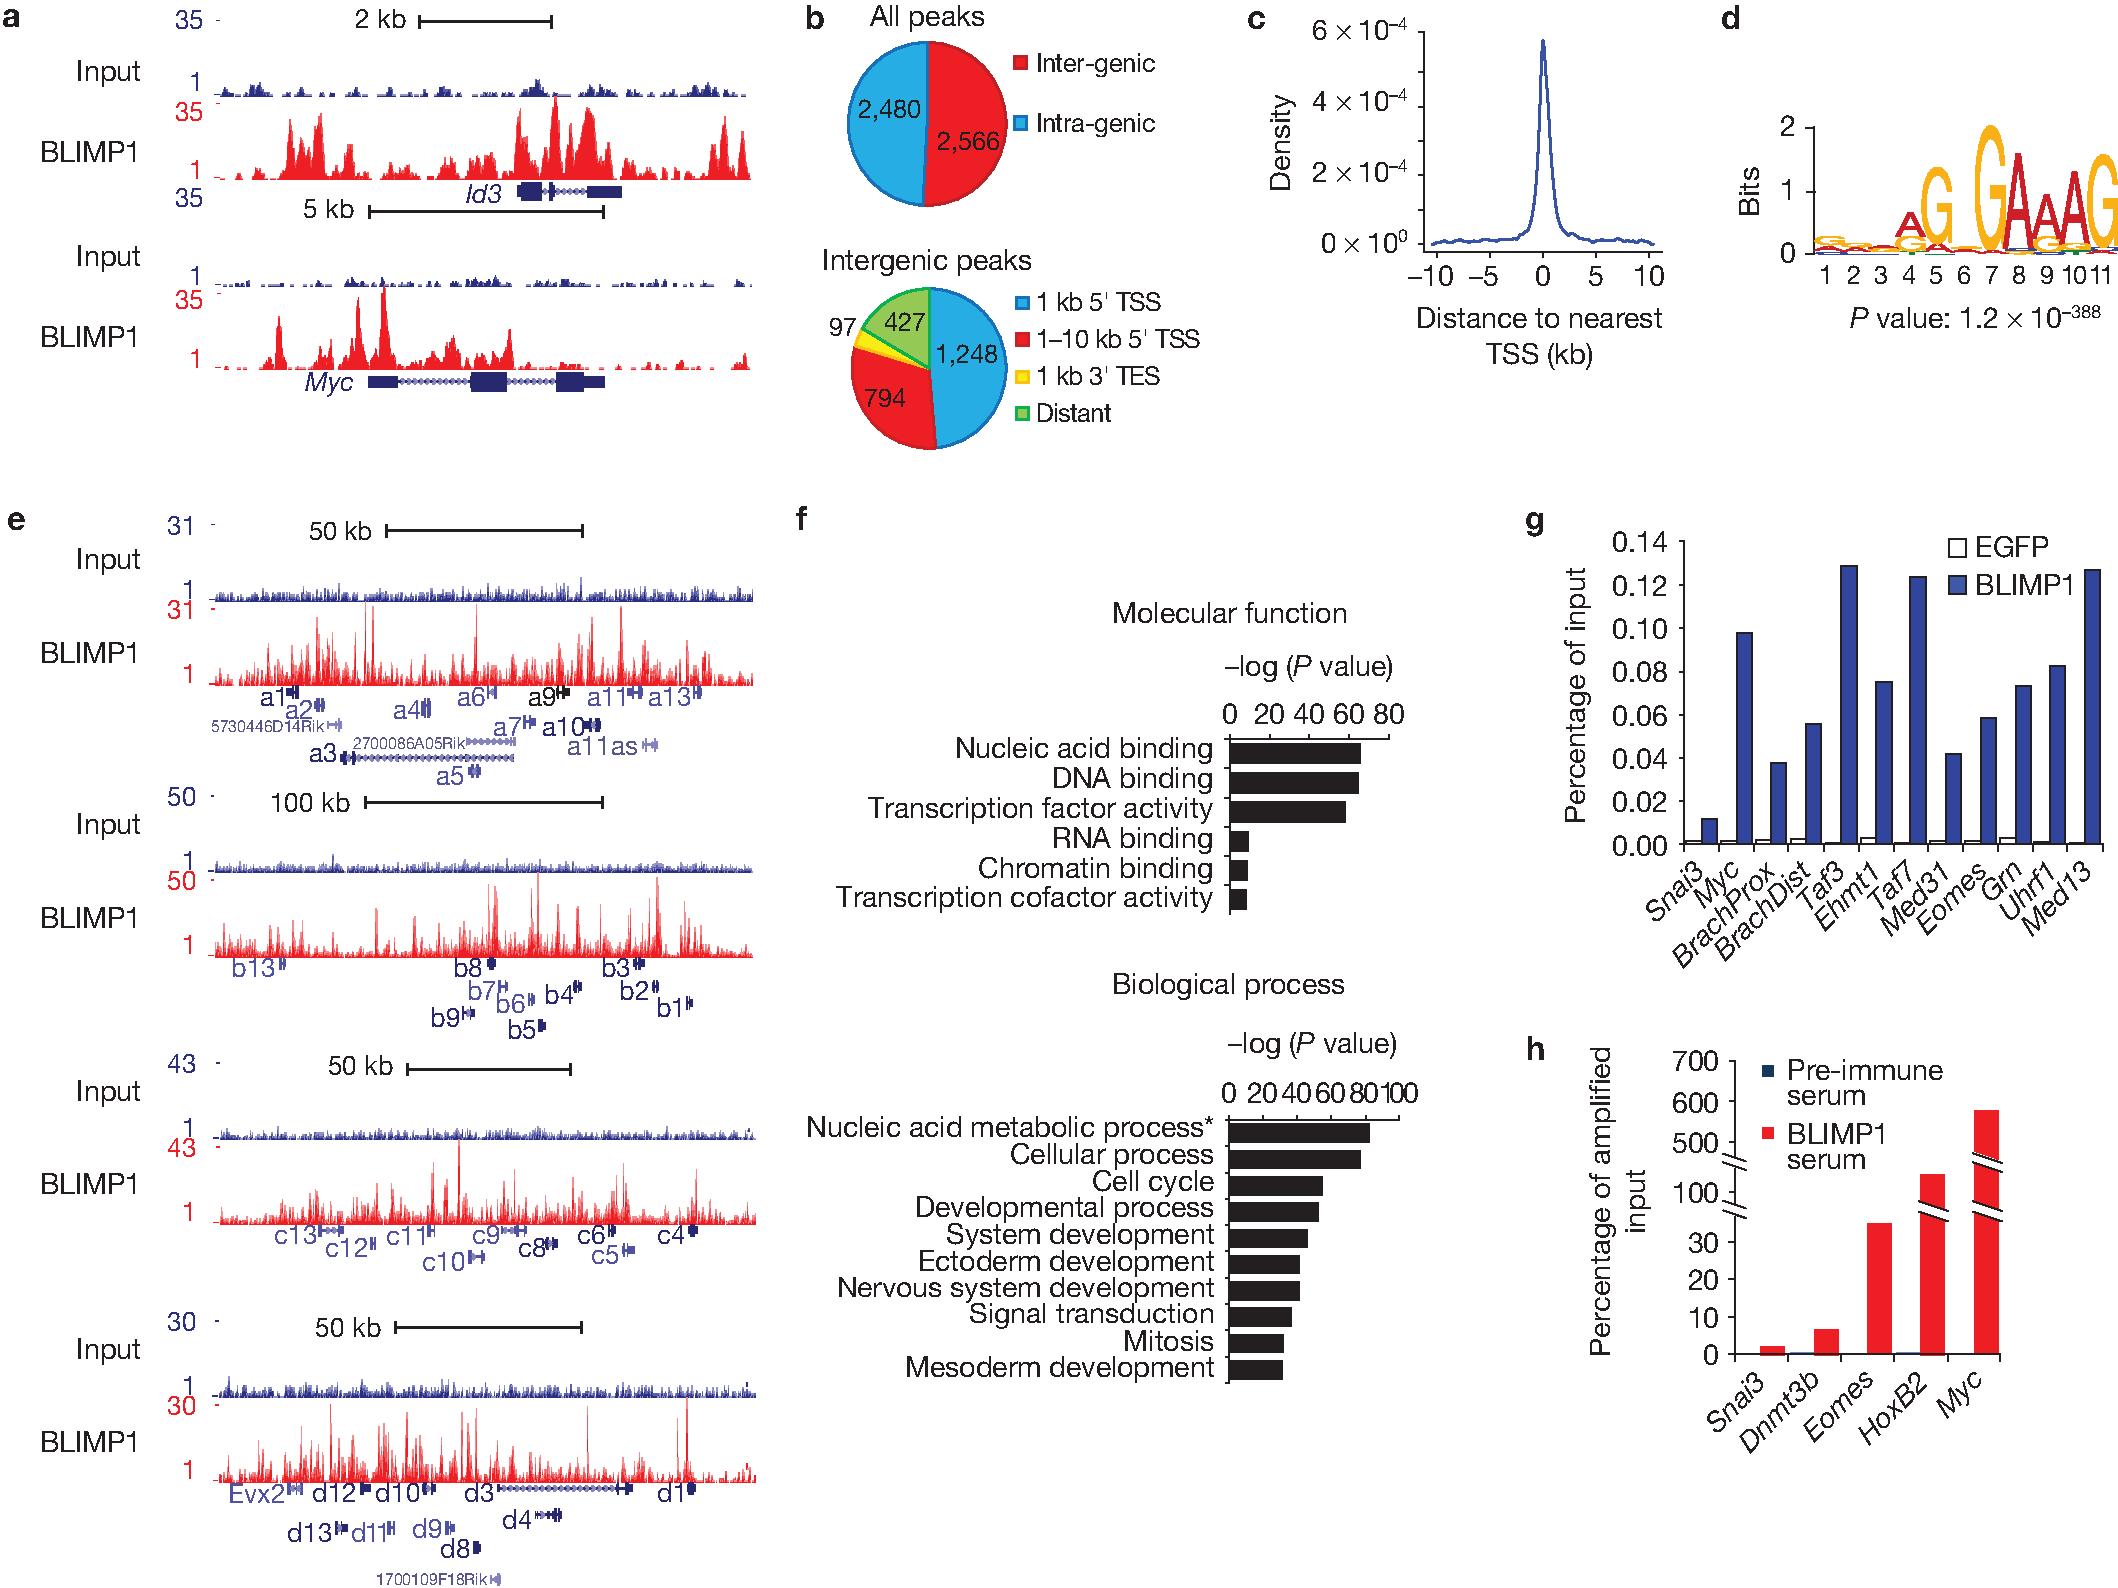 a
35
2 kb
Input
1
35
BLIMP1
1
Id3
35
5 kb
Input
1
35
BLIMP1
1
Myc
b
All peaks
2,480
2,566
Inter-genic
Intra-genic
Intergenic peaks
97
427
1,248
794
1 kb 5' TSS
1–10 kb 5' TSS
1 kb 3' TES
Distant
c
6 × 10–4
4 × 10–4
2 × 10–4
0 × 100
Density
–10 –5 0 5 10
Distance to nearest
TSS (kb)
d
2
1
0
Bits
A G G A A A G
G G
1 2 3 4 5 6 7 8 9 10 11
P value: 1.2 × 10–388
e
31
50 kb
Input
1
31
BLIMP1
1
a1 a6 a9 a11 a13
a2 a4
5730446D14Rik a7 a10
2700086A05Rik a11as
a3
a5
50
100 kb
Input
1
50
BLIMP1
1
b13 b8 b3
b7 b6 b4 b2
b1
b9 b5
43
50 kb
Input
1
43
BLIMP1
1
c13 c11 c9 c6 c4
c12 c8 c5
c10
30
50 kb
Input
1
30
BLIMP1
1
Evx2 d12 d10 d3 d1
d4
d13 d11 d9
d8
1700109F18Rik
f
Molecular function
–log (P value)
0 20 40 60 80
Nucleic acid binding
DNA binding
Transcription factor activity
RNA binding
Chromatin binding
Transcription cofactor activity
Biological process
–log (P value)
0 20 40 60 80 100
Nucleic acid metabolic process*
Cellular process
Cell cycle
Developmental process
System development
Ectoderm development
Nervous system development
Signal transduction
Mitosis
Mesoderm development
g
0.14
0.12
0.10
0.08
0.06
0.04
0.02
0.00
Percentage of input
EGFP
BLIMP1
Snai3
Myc
BrachProx
BrachDist
Taf3
Ehmt1
Taf7
Med31
Eomes
Grn
Uhrf1
Med13
h
700
600
500
100
30
20
10
0
Percentage of amplified
input
Pre-immune
serum
BLIMP1
serum
Snai3
Dnmt3b
Eomes
HoxB2
Myc